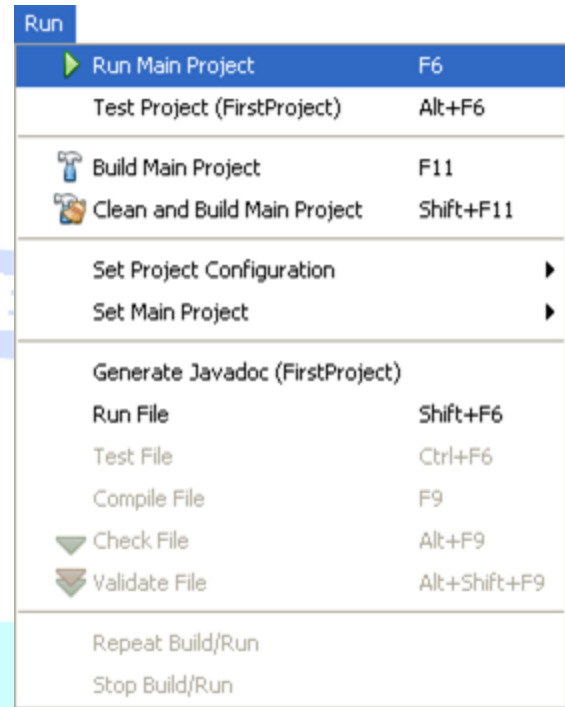 Run
Run Main Project F6
Test Project (FirstProject) Alt+F6
Build Main Project F11
Clean and Build Main Project Shift+F11
Set Project Configuration
Set Main Project
Generate Javadoc (FirstProject)
Run File Shift+F6
Test File Ctrl+F6
Compile File F9
Check File Alt+F9
Validate File Alt+Shift+F9
Repeat Build/Run
Stop Build/Run